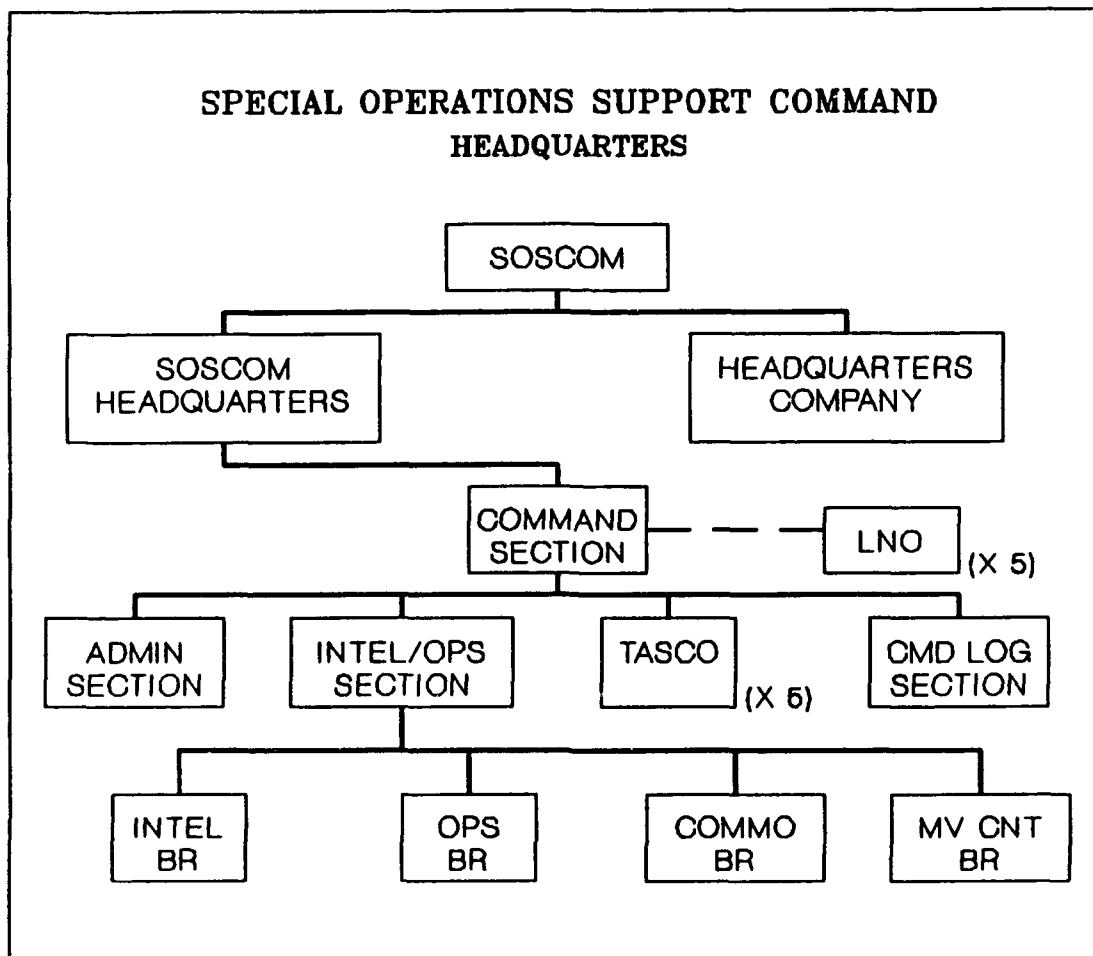 SPECIAL OPERATIONS SUPPORT COMMAND
HEADQUARTERS
SOSCOM
SOSCOM
HEADQUARTERS
HEADQUARTERS
COMPANY
COMMAND
SECTION
LNO
(X 5)
ADMIN
SECTION
INTEL/OPS
SECTION
TASCO
(X 5)
CMD LOG
SECTION
INTEL
BR
OPS
BR
COMMO
BR
MV CNT
BR